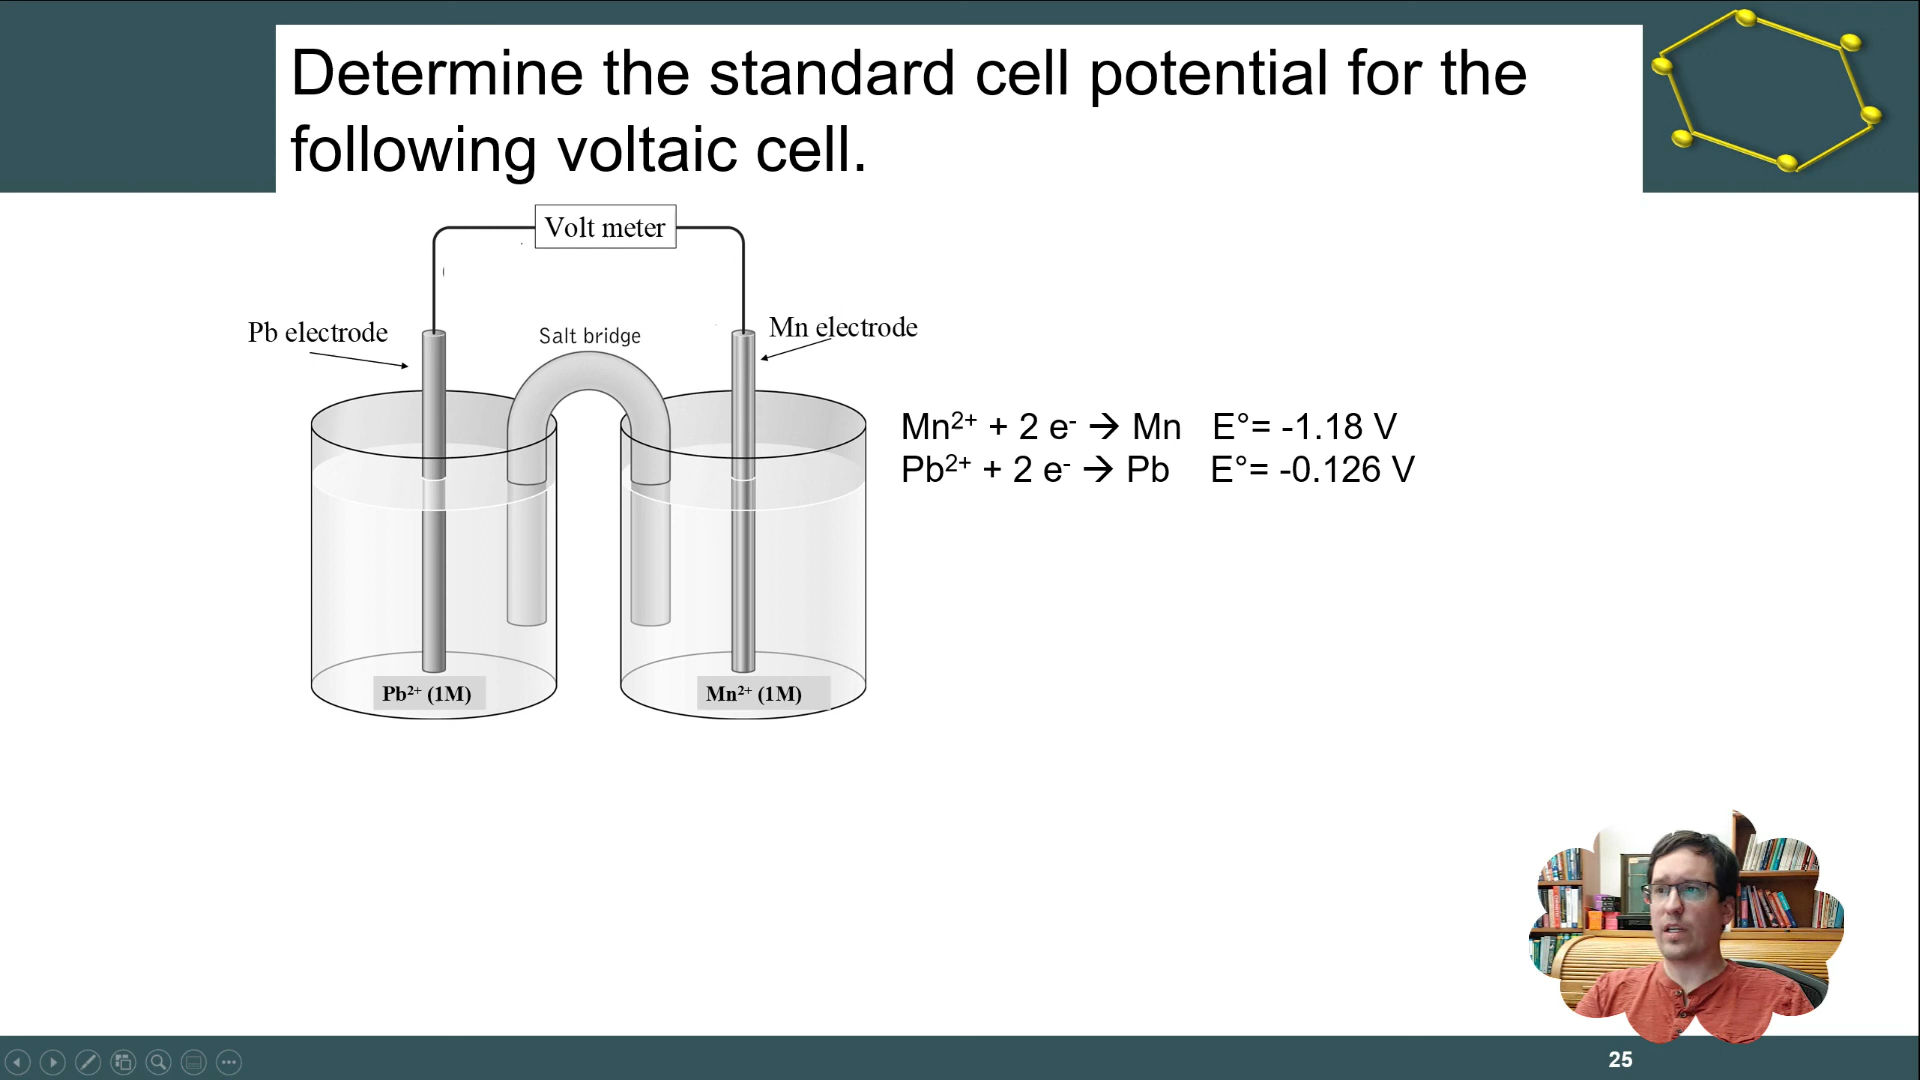 Determine the standard cell potential for the
following voltaic cell.
Volt meter
Pb electrode
Salt bridge
Mn electrode
Mn²⁺ + 2 e⁻ → Mn E°= -1.18 V
Pb²⁺ + 2 e⁻ → Pb E°= -0.126 V
Pb²⁺ (1M)
Mn²⁺ (1M)
25